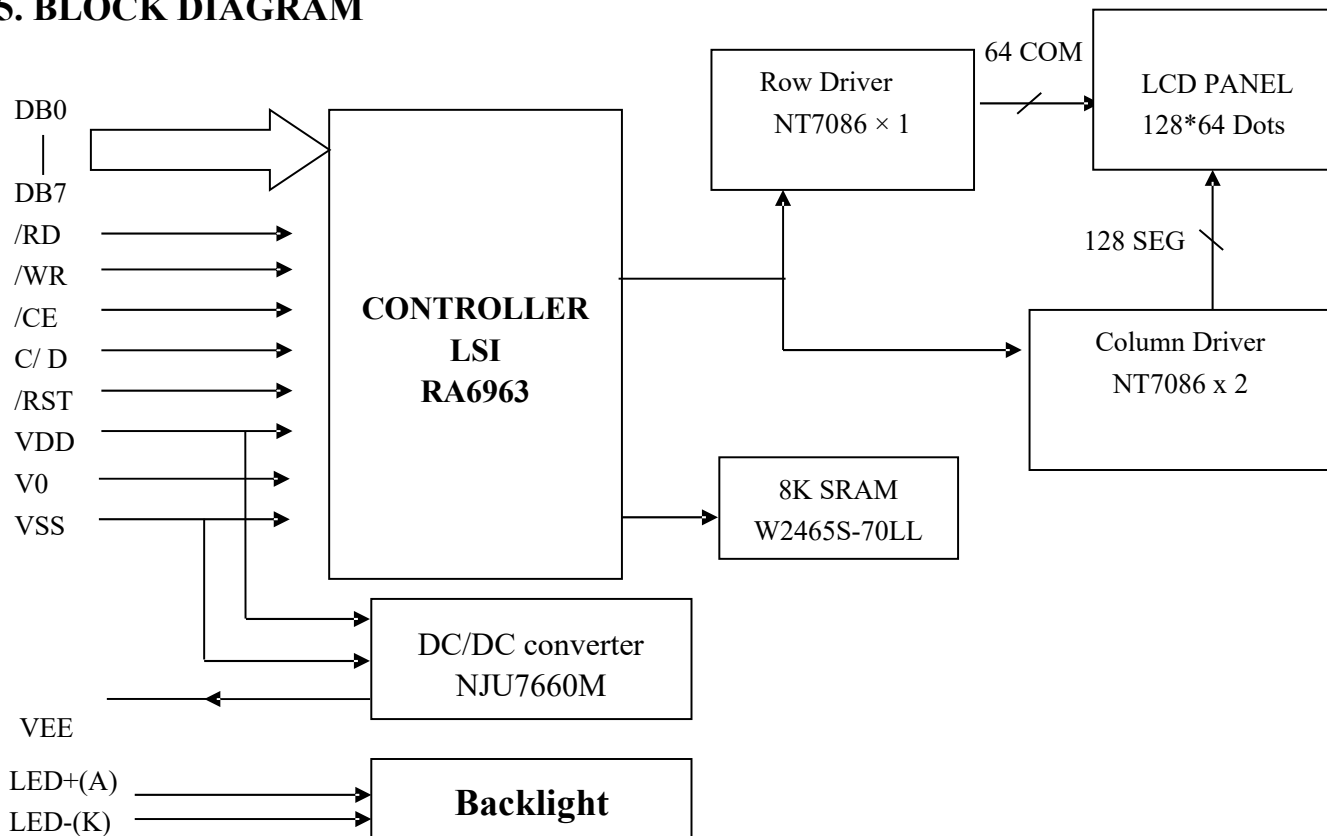 5. BLOCK DIAGRAM
DB0
DB7
/RD
/WR
/CE
C/ D
/RST
VDD
V0
VSS
VEE
LED+(A)
LED-(K)
CONTROLLER
LSI
RA6963
Row Driver
NT7086 × 1
64 COM
LCD PANEL
128*64 Dots
128 SEG
Column Driver
NT7086 x 2
8K SRAM
W2465S-70LL
DC/DC converter
NJU7660M
Backlight